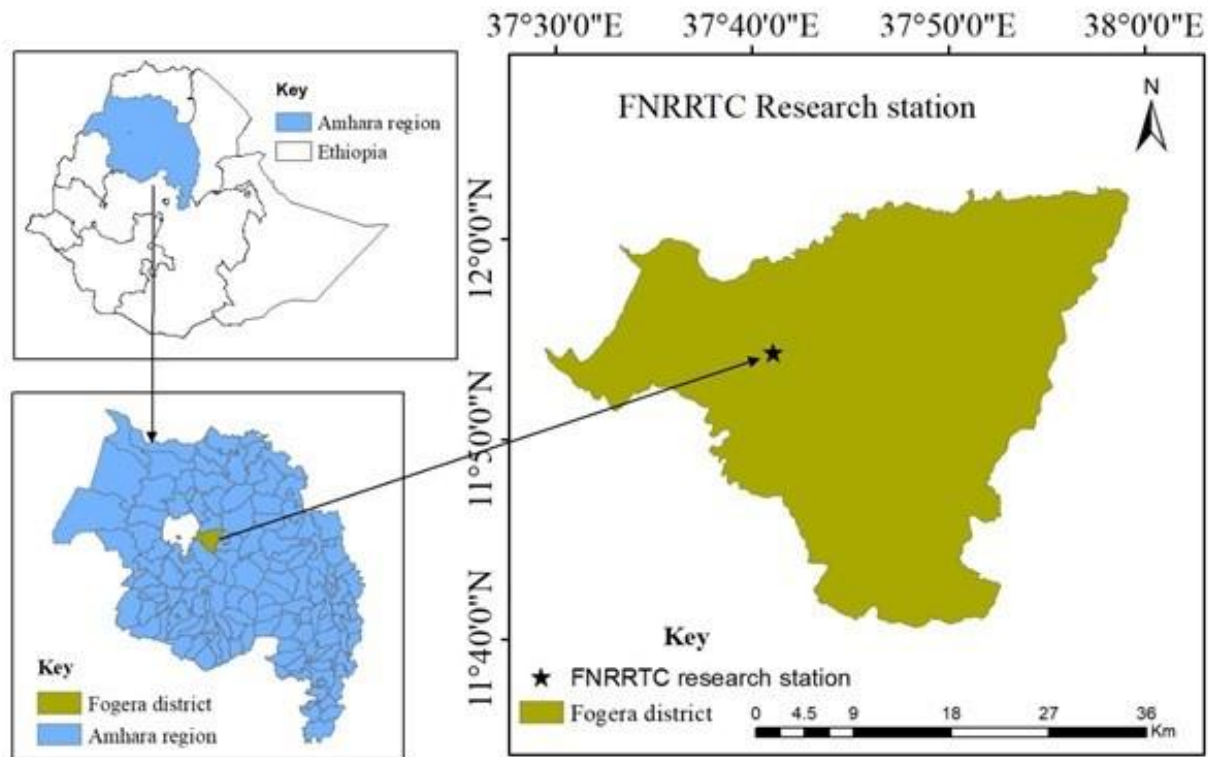 Key
Amhara region
Ethiopia
Key
Fogera district
Amhara region
37°30'0"E 37°40'0"E 37°50'0"E 38°0'0"E
FNRRTC Research station
N
12°0'0"N
11°50'0"N
11°40'0"N
Key
FNRRTC research station
Fogera district
0 4.5 9 18 27 36
Km